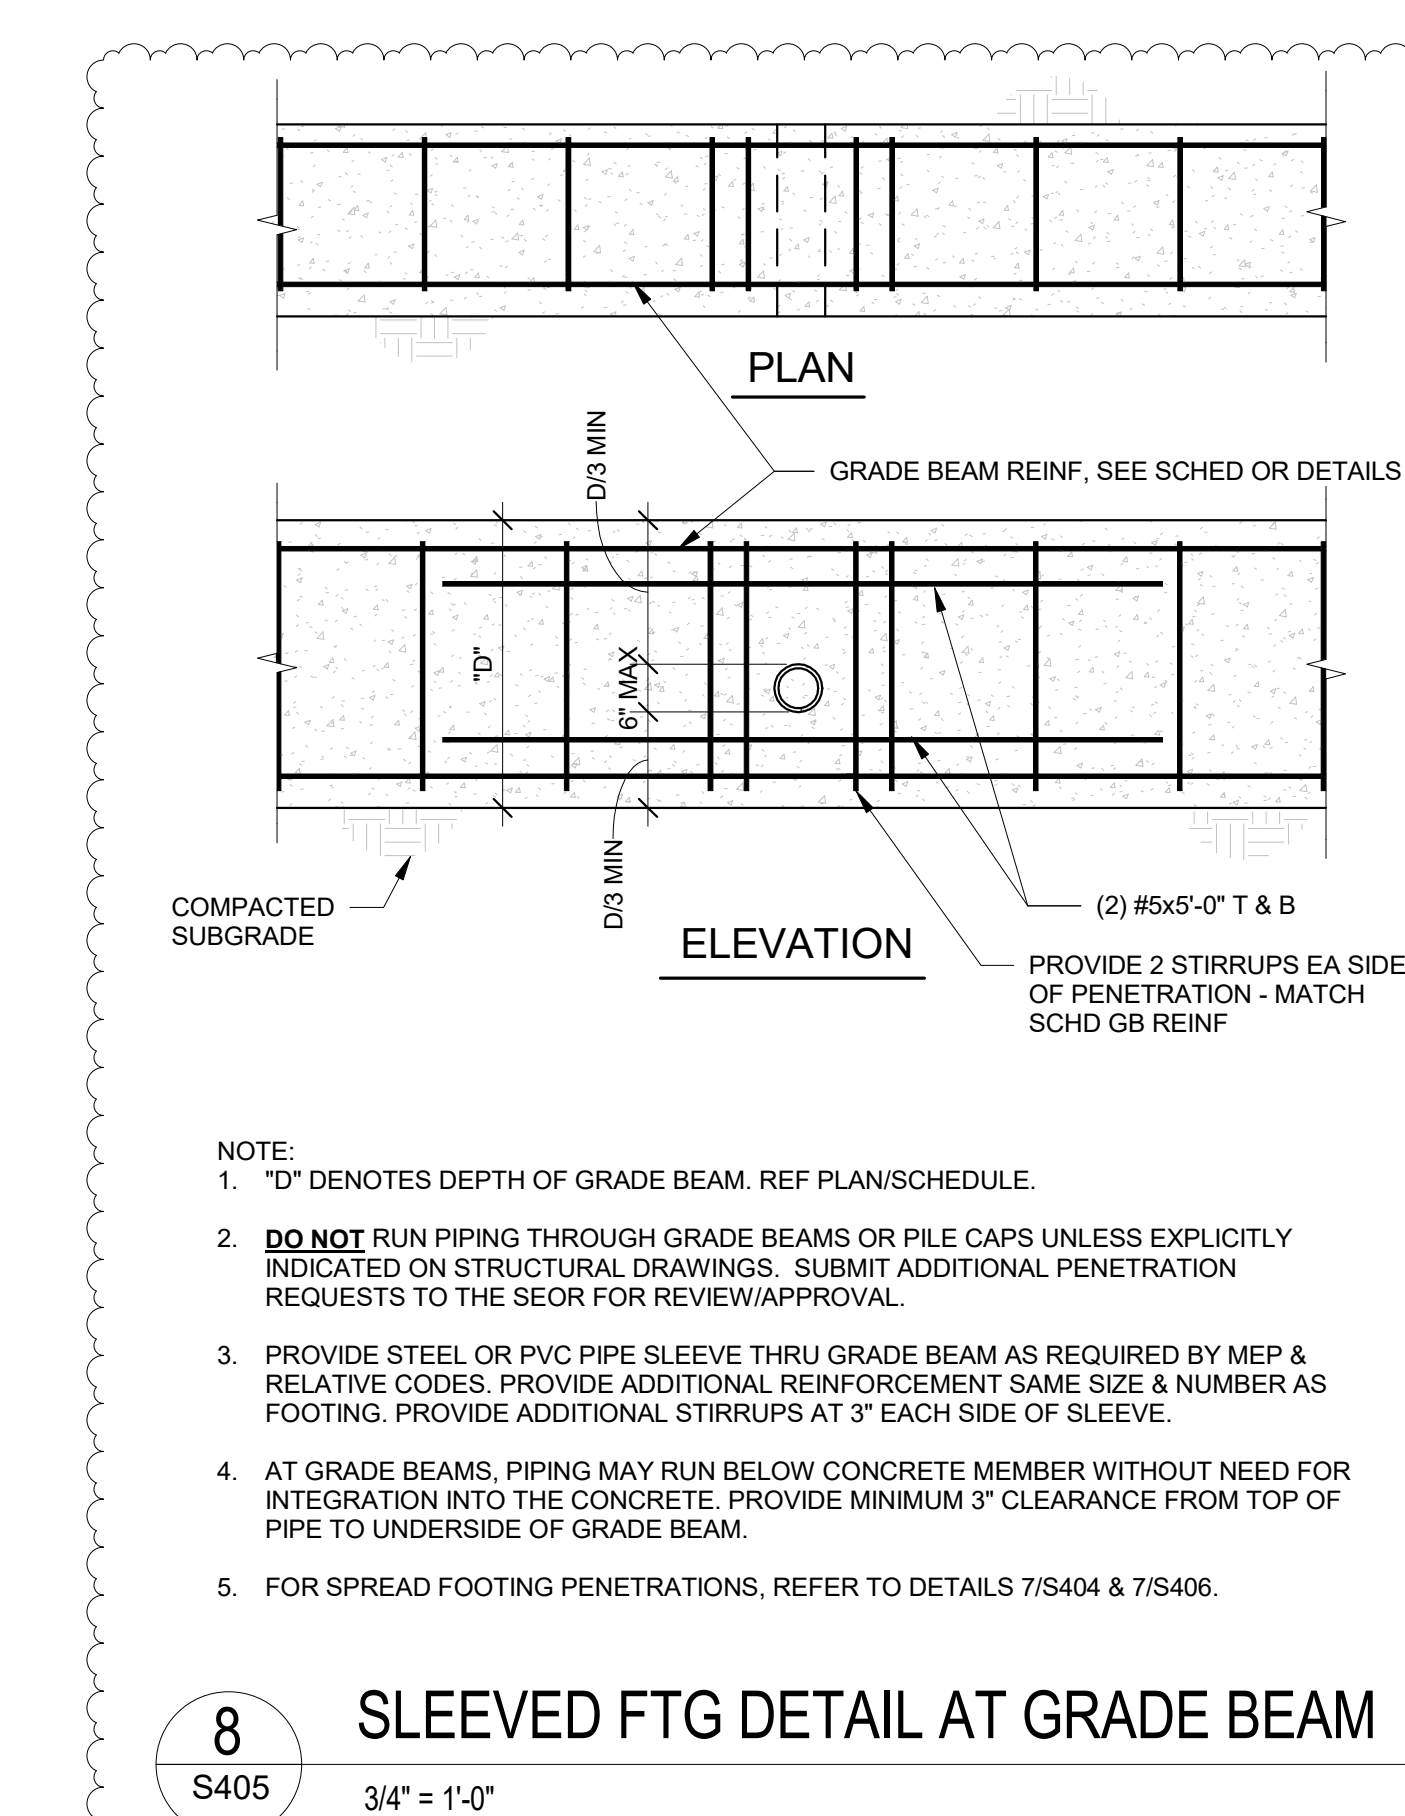 PLAN
D/3 MIN
GRADE BEAM REINF, SEE SCHED OR DETAILS
"D"
6" MAX
D/3 MIN
COMPACTED
SUBGRADE
(2) #5x5'-0" T & B
ELEVATION
PROVIDE 2 STIRRUPS EA SIDE
OF PENETRATION - MATCH
SCHD GB REINF
NOTE:
1. "D" DENOTES DEPTH OF GRADE BEAM. REF PLAN/SCHEDULE.
2. DO NOT RUN PIPING THROUGH GRADE BEAMS OR PILE CAPS UNLESS EXPLICITLY
INDICATED ON STRUCTURAL DRAWINGS. SUBMIT ADDITIONAL PENETRATION
REQUESTS TO THE SEOR FOR REVIEW/APPROVAL.
3. PROVIDE STEEL OR PVC PIPE SLEEVE THRU GRADE BEAM AS REQUIRED BY MEP &
RELATIVE CODES. PROVIDE ADDITIONAL REINFORCEMENT SAME SIZE & NUMBER AS
FOOTING. PROVIDE ADDITIONAL STIRRUPS AT 3" EACH SIDE OF SLEEVE.
4. AT GRADE BEAMS, PIPING MAY RUN BELOW CONCRETE MEMBER WITHOUT NEED FOR
INTEGRATION INTO THE CONCRETE. PROVIDE MINIMUM 3" CLEARANCE FROM TOP OF
PIPE TO UNDERSIDE OF GRADE BEAM.
5. FOR SPREAD FOOTING PENETRATIONS, REFER TO DETAILS 7/S404 & 7/S406.
8
S405
SLEEVED FTG DETAIL AT GRADE BEAM
3/4" = 1'-0"